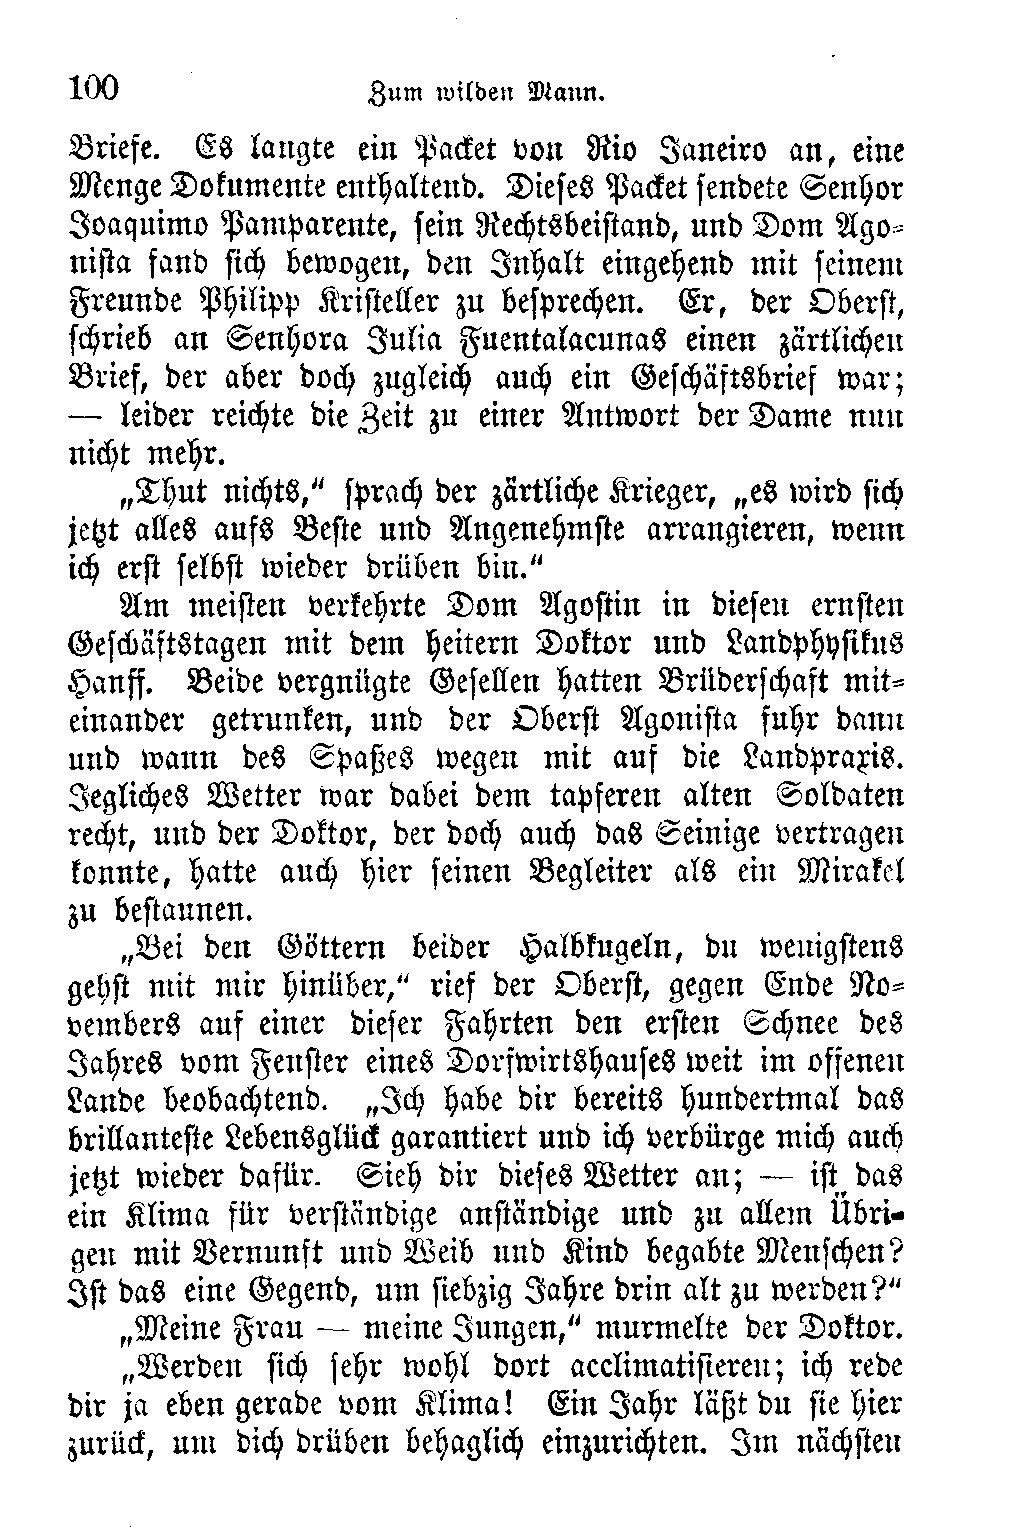 100 Zum wilden Mann.
Briefe. Es langte ein Packet von Rio Janeiro an, eine
Menge Dokumente enthaltend. Dieses Packet sendete Senhor
Joaquimo Pamparente, sein Rechtsbeistand, und Dom Ago-
nista fand sich bewogen, den Inhalt eingehend mit seinem
Freunde Philipp Kristeller zu besprechen. Er, der Oberst,
schrieb an Senhora Julia Fuentalacunas einen zärtlichen
Brief, der aber doch zugleich auch ein Geschäftsbrief war;
— leider reichte die Zeit zu einer Antwort der Dame nun
nicht mehr.
„Thut nichts,“ sprach der zärtliche Krieger, „es wird sich
jetzt alles aufs Beste und Angenehmste arrangieren, wenn
ich erst selbst wieder drüben bin.“
Am meisten verkehrte Dom Agostin in diesen ernsten
Geschäftstagen mit dem heitern Doktor und Landphysikus
Hanff. Beide vergnügte Gesellen hatten Brüderschaft mit-
einander getrunken, und der Oberst Agonista fuhr dann
und wann des Spaßes wegen mit auf die Landpraxis.
Jegliches Wetter war dabei dem tapferen alten Soldaten
recht, und der Doktor, der doch auch das Seinige vertragen
konnte, hatte auch hier seinen Begleiter als ein Mirakel
zu bestaunen.
„Bei den Göttern beider Halbkugeln, du wenigstens
gehst mit mir hinüber,“ rief der Oberst, gegen Ende No-
vembers auf einer dieser Fahrten den ersten Schnee des
Jahres vom Fenster eines Dorfwirtshauses weit im offenen
Lande beobachtend. „Ich habe dir bereits hundertmal das
brillanteste Lebensglück garantiert und ich verbürge mich auch
jetzt wieder dafür. Sieh dir dieses Wetter an; — ist das
ein Klima für verständige anständige und zu allem Übri-
gen mit Vernunft und Weib und Kind begabte Menschen?
Ist das eine Gegend, um siebzig Jahre drin alt zu werden?“
„Meine Frau — meine Jungen,“ murmelte der Doktor.
„Werden sich sehr wohl dort acclimatisieren; ich rede
dir ja eben gerade vom Klima! Ein Jahr läßt du sie hier
zurück, um dich drüben behaglich einzurichten. Im nächsten